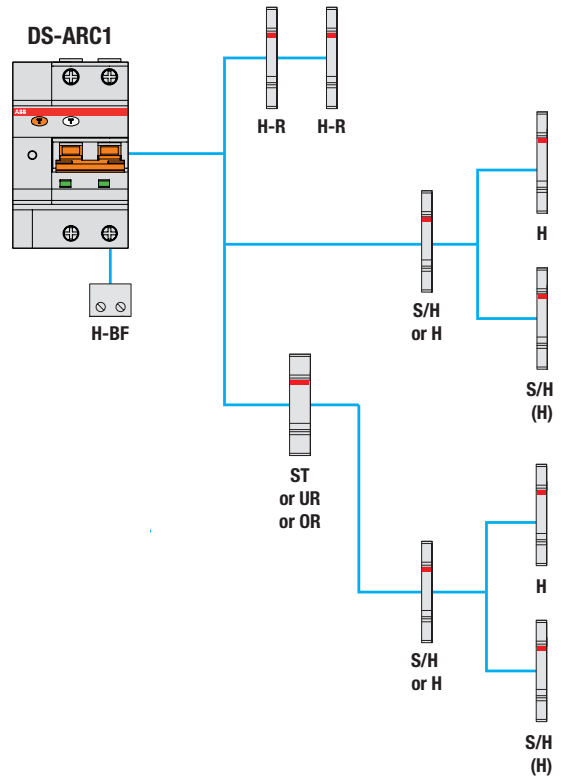 DS-ARC1
ABB
T T
H-R H-R
H
S/H
or H
H-BF
S/H
(H)
ST
or UR
or OR
H
S/H
or H
S/H
(H)